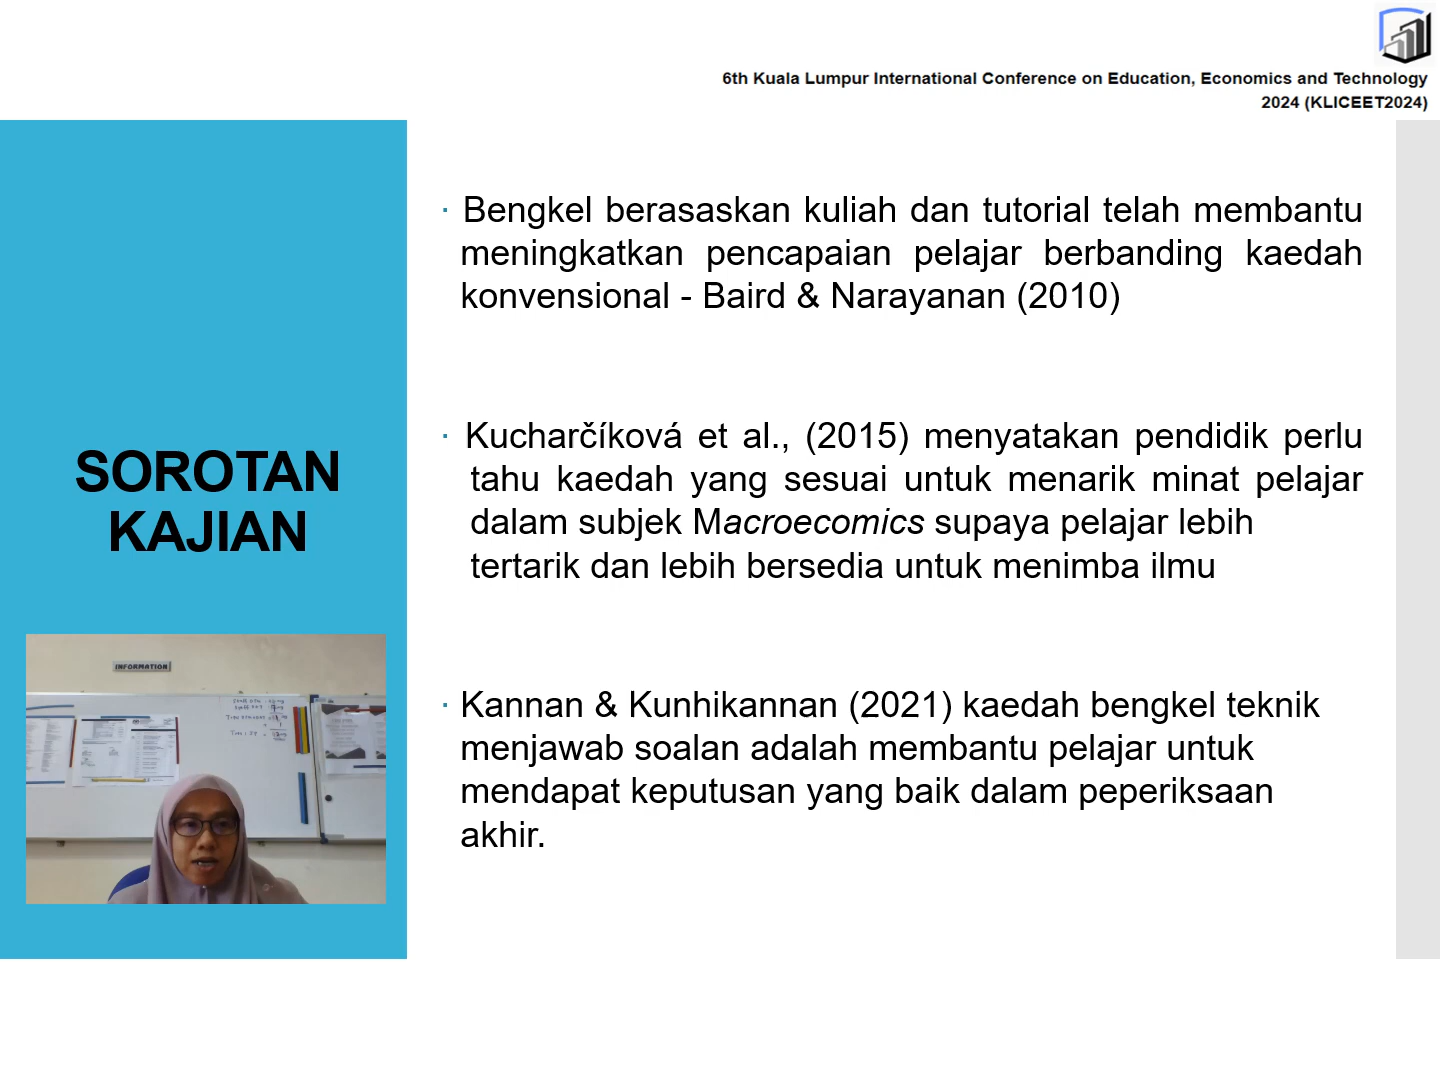 6th Kuala Lumpur International Conference on Education, Economics and Technology
2024 (KLICEET2024)
SOROTAN
KAJIAN
INFORMATION
· Bengkel berasaskan kuliah dan tutorial telah membantu
meningkatkan pencapaian pelajar berbanding kaedah
konvensional - Baird & Narayanan (2010)
· Kucharčíková et al., (2015) menyatakan pendidik perlu
tahu kaedah yang sesuai untuk menarik minat pelajar
dalam subjek Macroecomics supaya pelajar lebih
tertarik dan lebih bersedia untuk menimba ilmu
· Kannan & Kunhikannan (2021) kaedah bengkel teknik
menjawab soalan adalah membantu pelajar untuk
mendapat keputusan yang baik dalam peperiksaan
akhir.